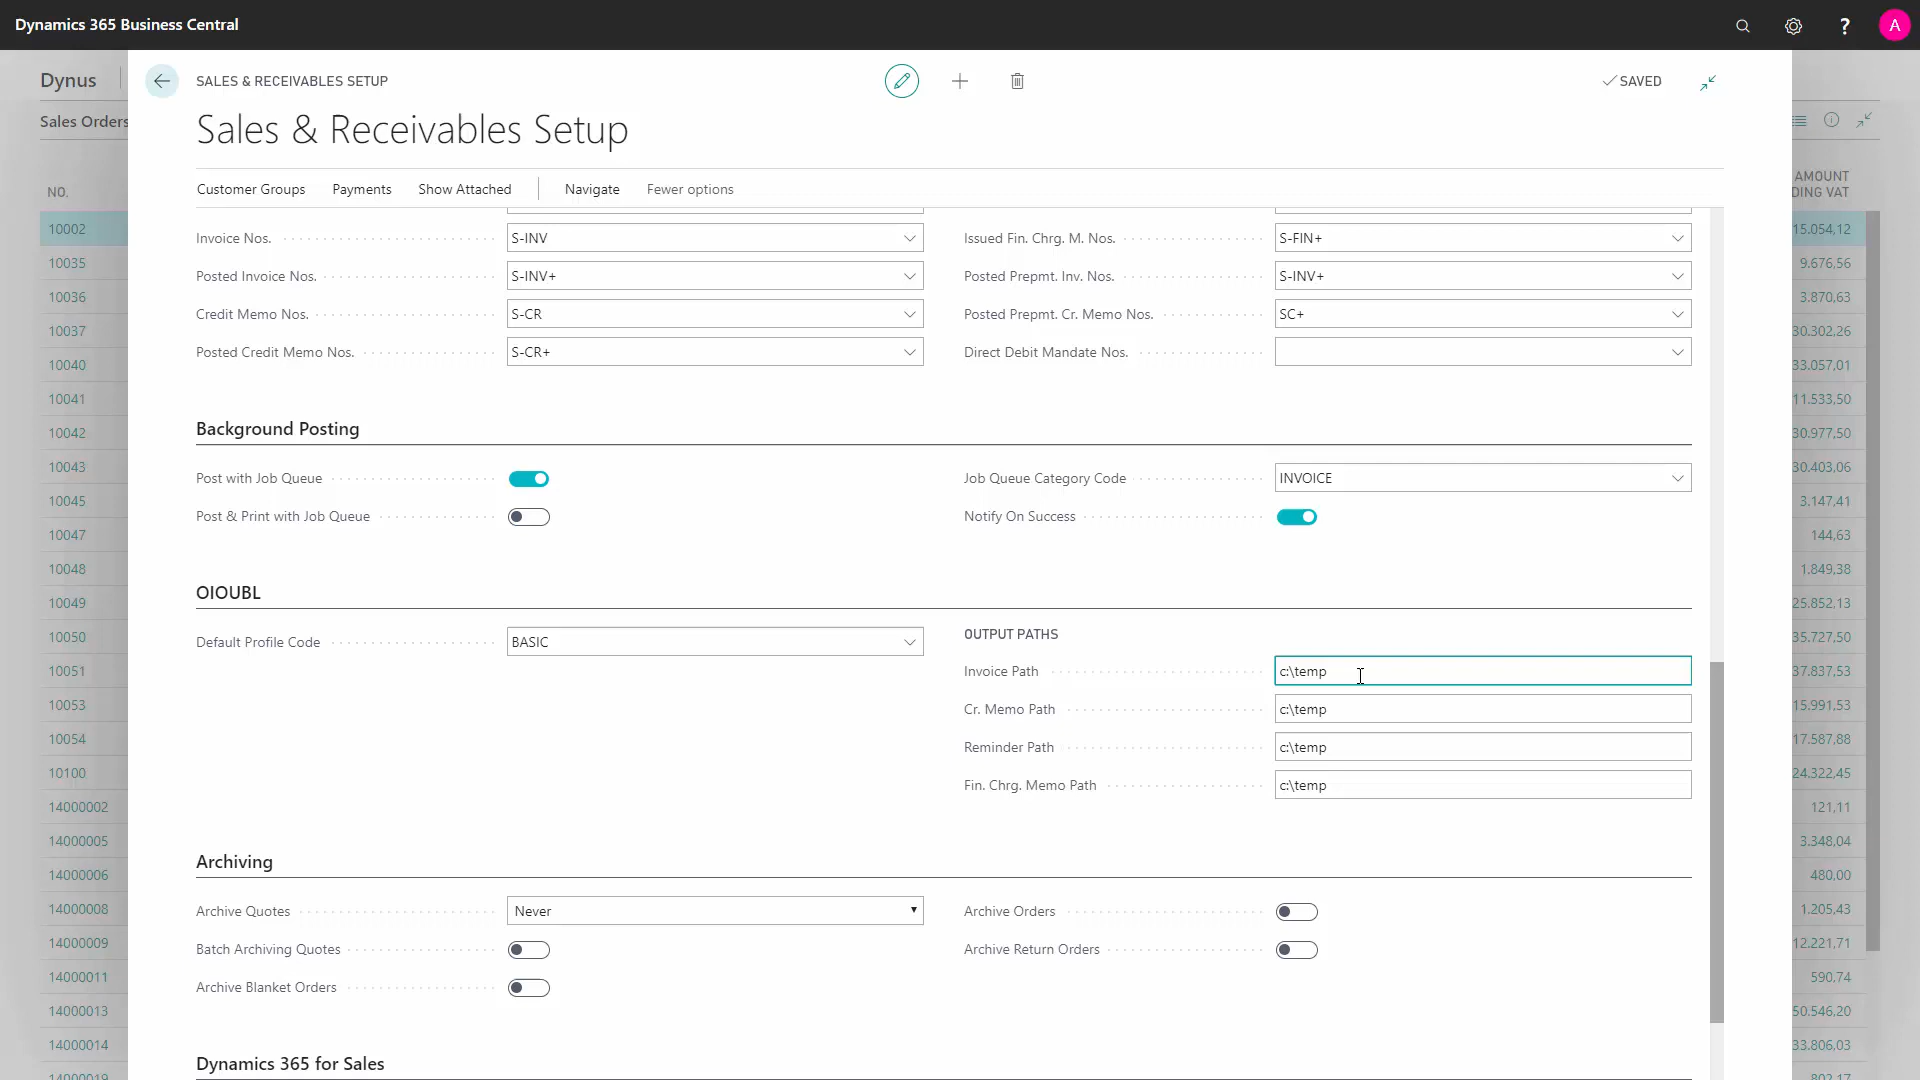 Dynamics 365 Business Central
?
A
Dynus
SALES & RECEIVABLES SETUP
SAVED
Sales Orders
Sales & Receivables Setup
Customer Groups Payments Show Attached Navigate Fewer options
NO.
AMOUNT
DING VAT
10002
10035
10036
10037
10040
10041
10042
10043
10045
10047
10048
10049
10050
10051
10053
10054
10100
14000002
14000005
14000006
14000008
14000009
14000011
14000013
14000014
14000019
Invoice Nos. S-INV
Posted Invoice Nos. S-INV+
Credit Memo Nos. S-CR
Posted Credit Memo Nos. S-CR+
Issued Fin. Chrg. M. Nos. S-FIN+
Posted Prepmt. Inv. Nos. S-INV+
Posted Prepmt. Cr. Memo Nos. SC+
Direct Debit Mandate Nos.
Background Posting
Post with Job Queue
Post & Print with Job Queue
Job Queue Category Code INVOICE
Notify On Success
OIOUBL
Default Profile Code BASIC
OUTPUT PATHS
Invoice Path c:\temp
Cr. Memo Path c:\temp
Reminder Path c:\temp
Fin. Chrg. Memo Path c:\temp
Archiving
Archive Quotes Never
Batch Archiving Quotes
Archive Blanket Orders
Archive Orders
Archive Return Orders
Dynamics 365 for Sales
15.054,12
9.676,56
3.870,63
30.302,26
33.057,01
11.533,50
30.977,50
30.403,06
3.147,41
144,63
1.849,38
25.852,13
35.727,50
37.837,53
15.991,53
17.587,88
24.322,45
121,11
3.348,04
480,00
1.205,43
12.221,71
590,74
50.546,20
33.806,03
802,17